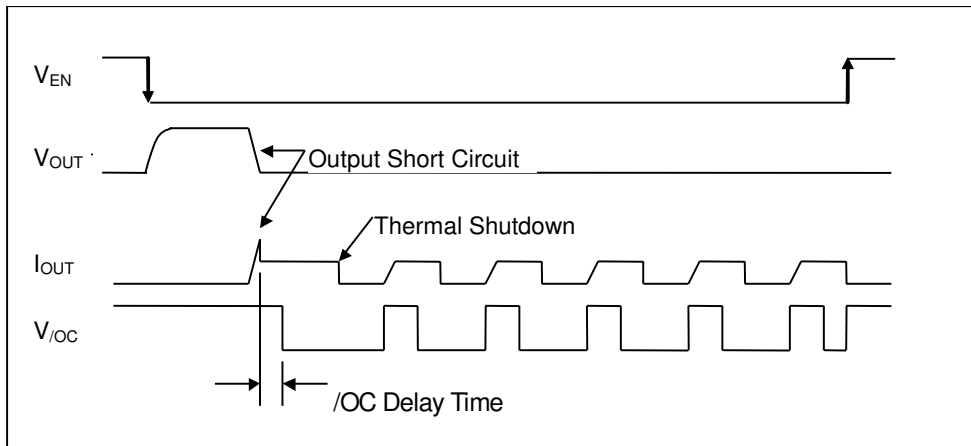 VEN
VOUT
Output Short Circuit
Thermal Shutdown
IOUT
V/OC
/OC Delay Time